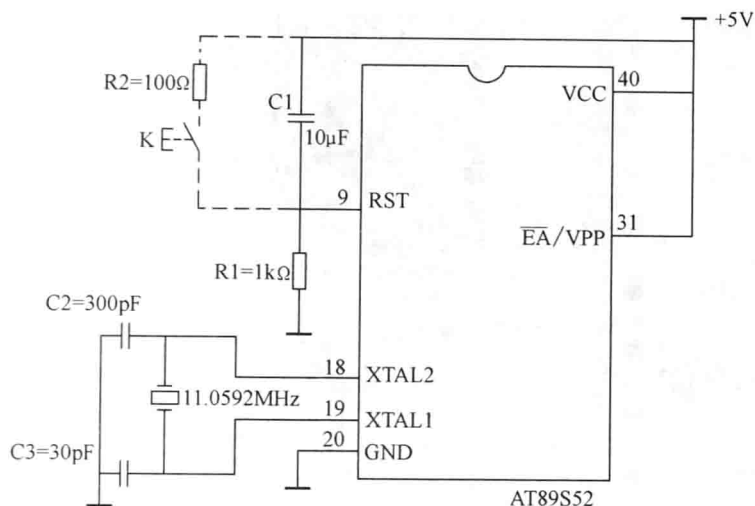 +5V
R2=100Ω
C1
10μF
K
40
VCC
9
RST
31
EA/VPP
R1=1kΩ
C2=300pF
18
XTAL2
11.0592MHz
19
XTAL1
20
GND
C3=30pF
AT89S52